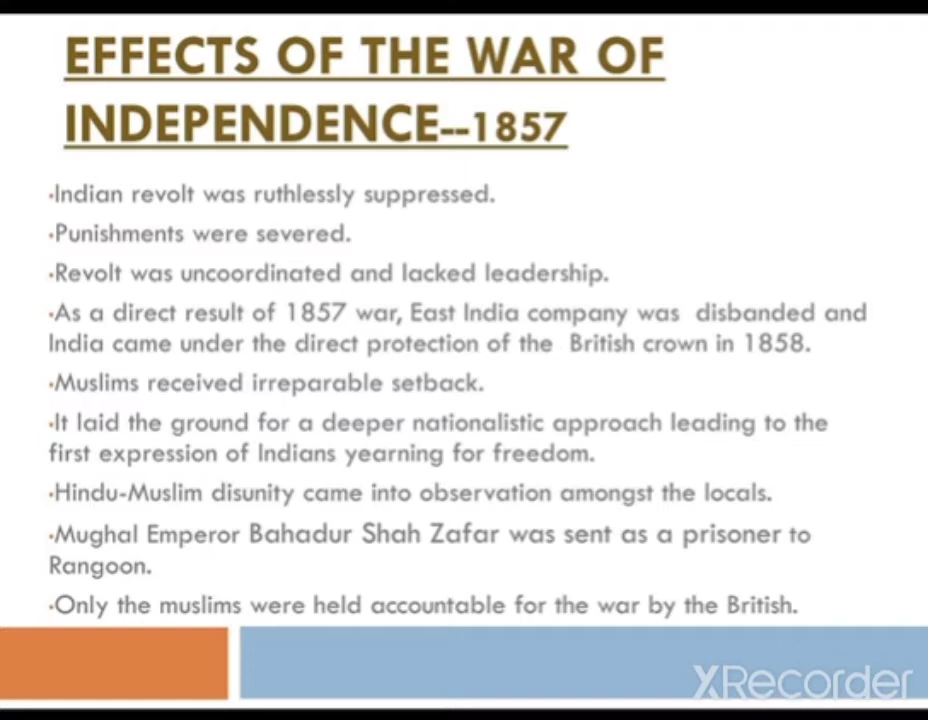 EFFECTS OF THE WAR OF
INDEPENDENCE--1857
•Indian revolt was ruthlessly suppressed.
•Punishments were severed.
•Revolt was uncoordinated and lacked leadership.
•As a direct result of 1857 war, East India company was disbanded and
India came under the direct protection of the British crown in 1858.
•Muslims received irreparable setback.
•It laid the ground for a deeper nationalistic approach leading to the
first expression of Indians yearning for freedom.
•Hindu-Muslim disunity came into observation amongst the locals.
•Mughal Emperor Bahadur Shah Zafar was sent as a prisoner to
Rangoon.
•Only the muslims were held accountable for the war by the British.
XRecorder